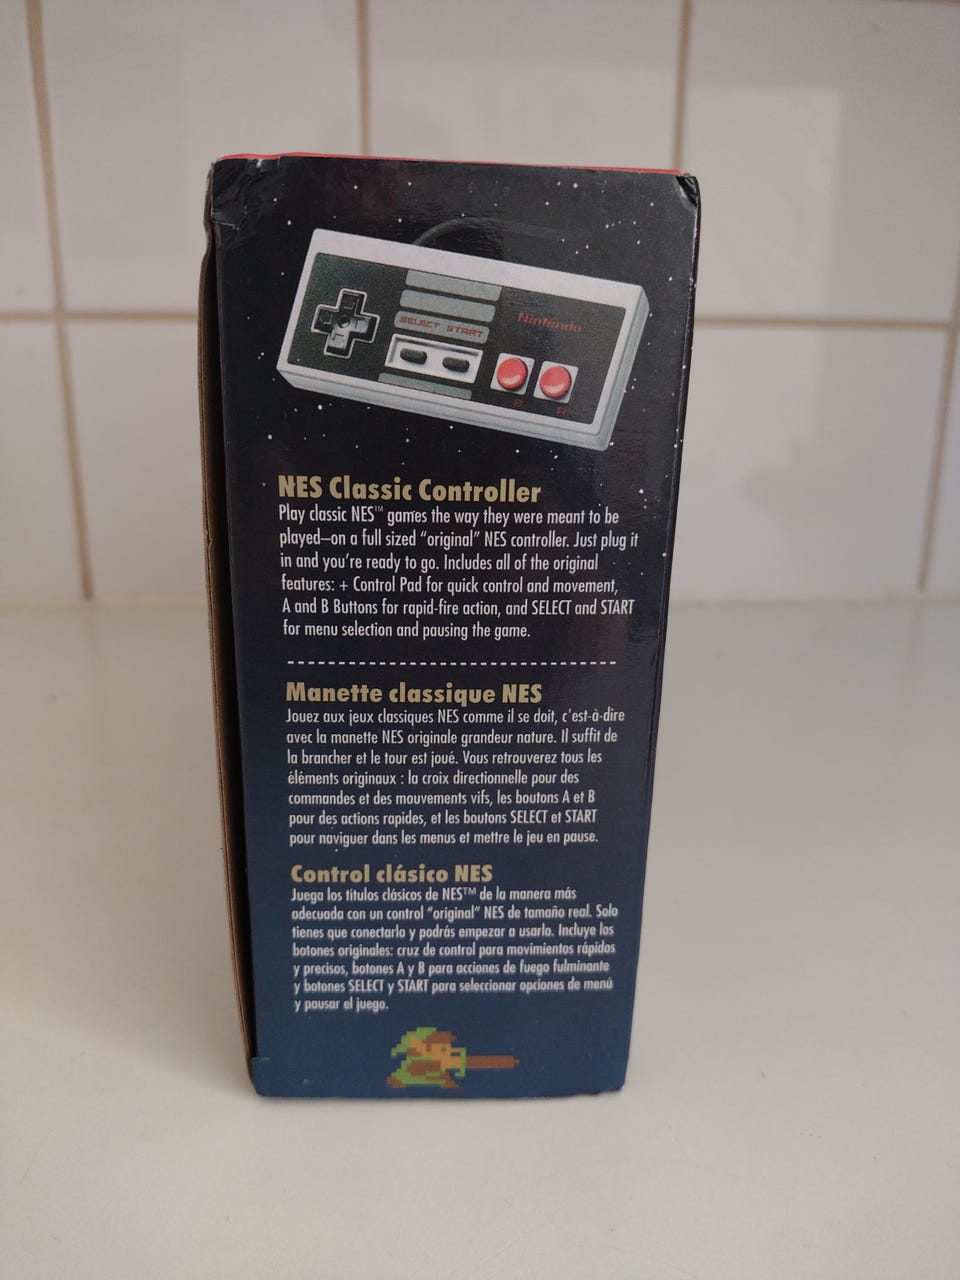 SELECT START
Nintendo
B
A
NES Classic Controller
Play classic NES™ games the way they were meant to be
played—on a full sized “original” NES controller. Just plug it
in and you're ready to go. Includes all of the original
features: + Control Pad for quick control and movement,
A and B Buttons for rapid-fire action, and SELECT and START
for menu selection and pausing the game.
Manette classique NES
Jouez aux jeux classiques NES comme il se doit, c'est-à-dire
avec la manette NES originale grandeur nature. Il suffit de
la brancher et le tour est joué. Vous retrouverez tous les
éléments originaux : la croix directionnelle pour des
commandes et des mouvements vifs, les boutons A et B
pour des actions rapides, et les boutons SELECT et START
pour naviguer dans les menus et mettre le jeu en pause.
Control clásico NES
Juega los títulos clásicos de NES™ de la manera más
adecuada con un control “original” NES de tamaño real. Solo
tienes que conectarlo y podrás empezar a usarlo. Incluye los
botones originales: cruz de control para movimientos rápidos
y precisos, botones A y B para acciones de fuego fulminante
y botones SELECT y START para seleccionar opciones de menú
y pausar el juego.